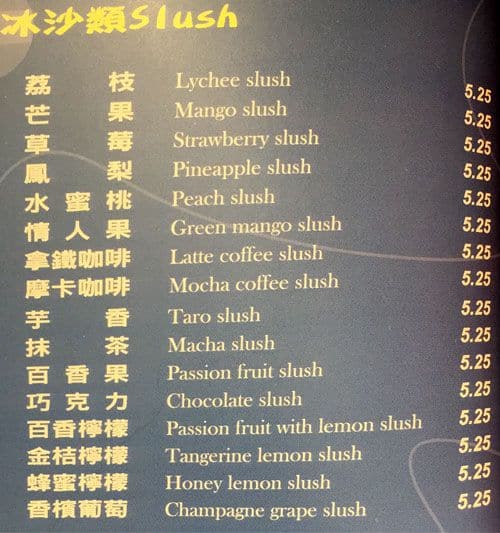 冰沙類Slush
荔枝 Lychee slush 5.25
芒果 Mango slush 5.25
草莓 Strawberry slush 5.25
鳳梨 Pineapple slush 5.25
水蜜桃 Peach slush 5.25
情人果 Green mango slush 5.25
拿鐵咖啡 Latte coffee slush 5.25
摩卡咖啡 Mocha coffee slush 5.25
芋香 Taro slush 5.25
抹茶 Macha slush 5.25
百香果 Passion fruit slush 5.25
巧克力 Chocolate slush 5.25
百香檸檬 Passion fruit with lemon slush 5.25
金桔檸檬 Tangerine lemon slush 5.25
蜂蜜檸檬 Honey lemon slush 5.25
香檳葡萄 Champagne grape slush 5.25